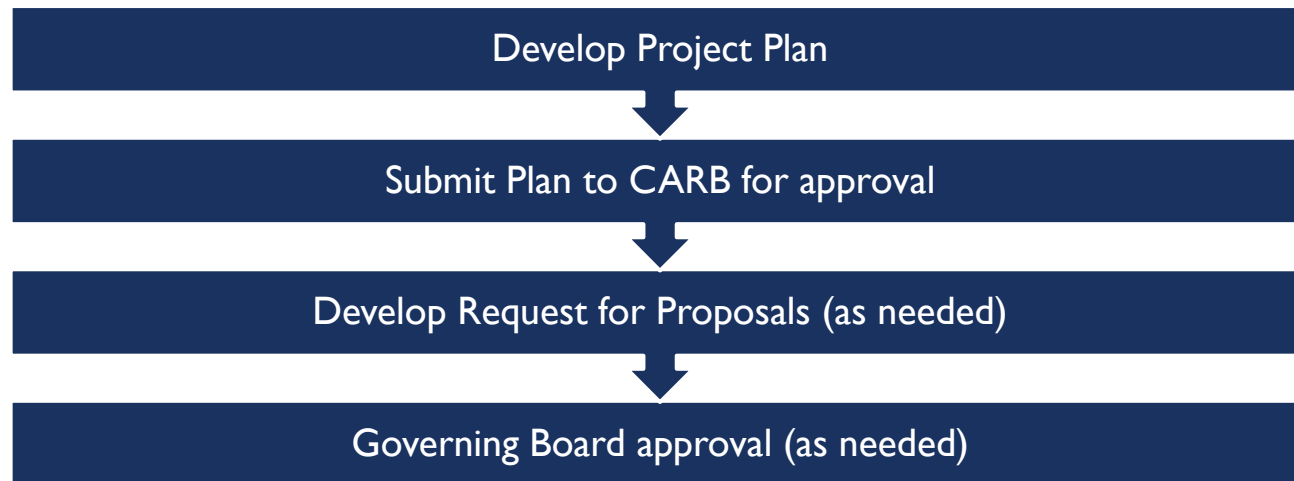 Develop Project Plan
Submit Plan to CARB for approval
Develop Request for Proposals (as needed)
Governing Board approval (as needed)